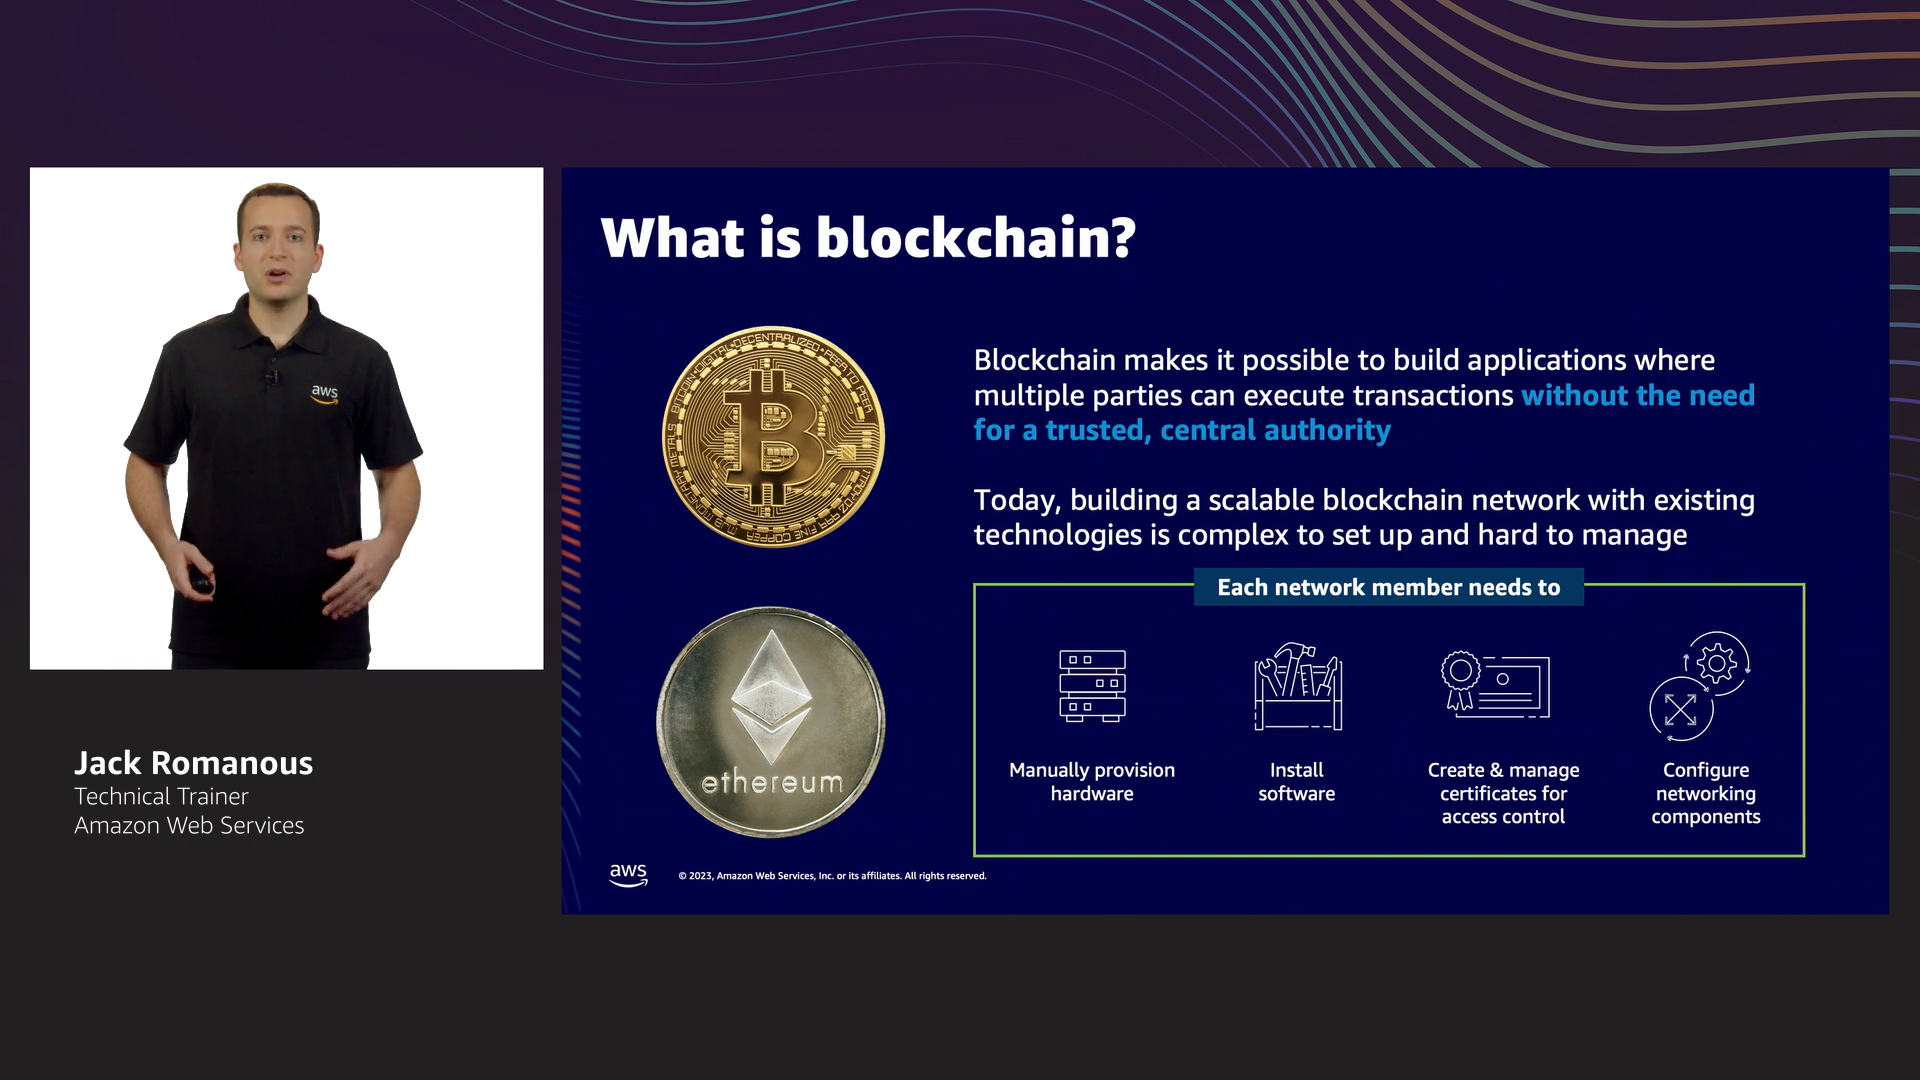 What is blockchain?
BITCOIN • DIGITAL • DECENTRALIZED • PEER TO PEER
aws
Blockchain makes it possible to build applications where
multiple parties can execute transactions without the need
for a trusted, central authority
Today, building a scalable blockchain network with existing
technologies is complex to set up and hard to manage
Each network member needs to
ethereum
Manually provision
hardware
Install
software
Create & manage
certificates for
access control
Configure
networking
components
Jack Romanous
Technical Trainer
Amazon Web Services
aws
© 2023, Amazon Web Services, Inc. or its affiliates. All rights reserved.